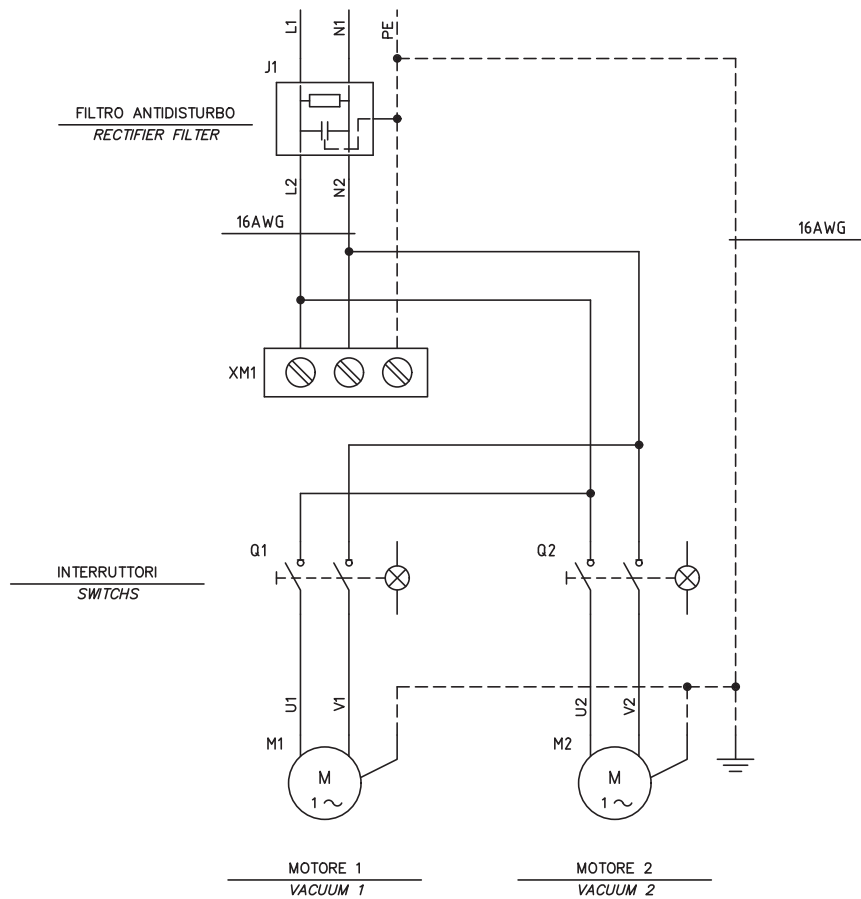 L1
N1
PE
J1
FILTRO ANTIDISTURBO
RECTIFIER FILTER
L2
N2
16AWG
16AWG
XM1
Q1
Q2
INTERRUTTORI
SWITCHS
U1
V1
U2
V2
M1
M2
M
1~
M
1~
MOTORE 1
VACUUM 1
MOTORE 2
VACUUM 2